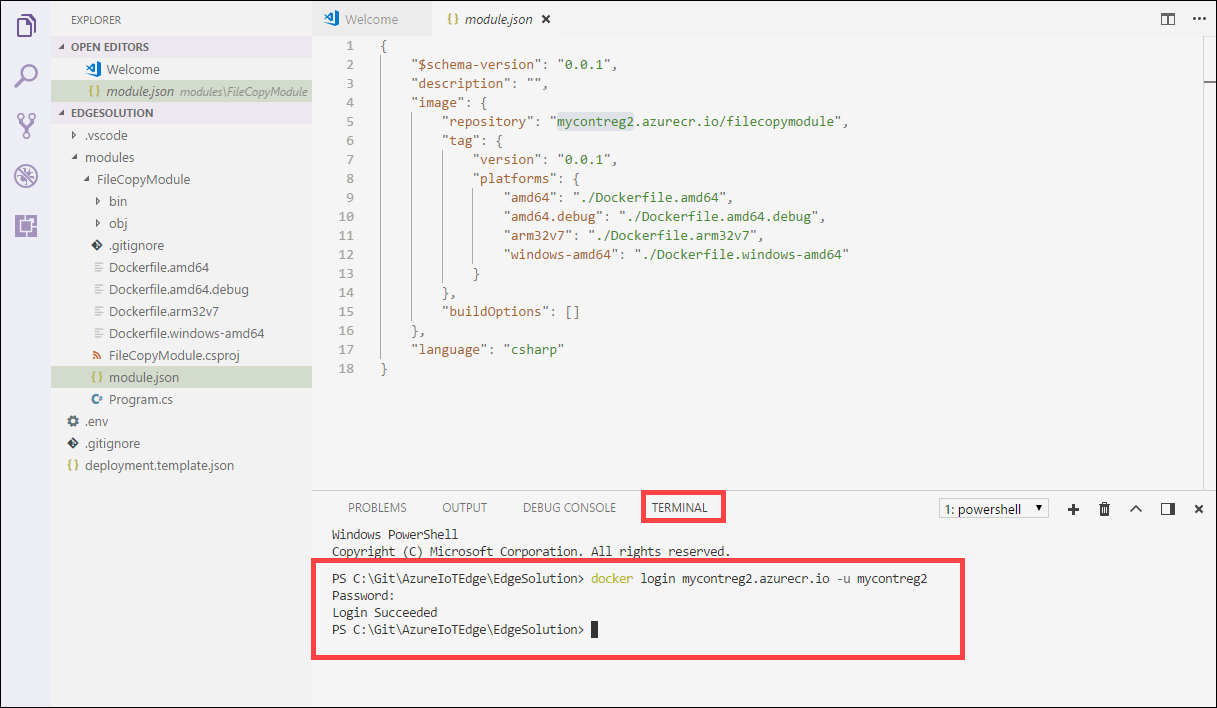 EXPLORER
OPEN EDITORS
Welcome
{} module.json modules\FileCopyModule
EDGESOLUTION
.vscode
modules
FileCopyModule
bin
obj
.gitignore
Dockerfile.amd64
Dockerfile.amd64.debug
Dockerfile.arm32v7
Dockerfile.windows-amd64
FileCopyModule.csproj
{} module.json
C# Program.cs
.env
.gitignore
{} deployment.template.json
Welcome {} module.json
1 {
2 "$schema-version": "0.0.1",
3 "description": "",
4 "image": {
5 "repository": "mycontreg2.azurecr.io/filecopymodule",
6 "tag": {
7 "version": "0.0.1",
8 "platforms": {
9 "amd64": "./Dockerfile.amd64",
10 "amd64.debug": "./Dockerfile.amd64.debug",
11 "arm32v7": "./Dockerfile.arm32v7",
12 "windows-amd64": "./Dockerfile.windows-amd64"
13 }
14 },
15 "buildOptions": []
16 },
17 "language": "csharp"
18 }
PROBLEMS OUTPUT DEBUG CONSOLE TERMINAL 1: powershell
Windows PowerShell
Copyright (C) Microsoft Corporation. All rights reserved.
PS C:\Git\AzureIoTEdge\EdgeSolution> docker login mycontreg2.azurecr.io -u mycontreg2
Password:
Login Succeeded
PS C:\Git\AzureIoTEdge\EdgeSolution>